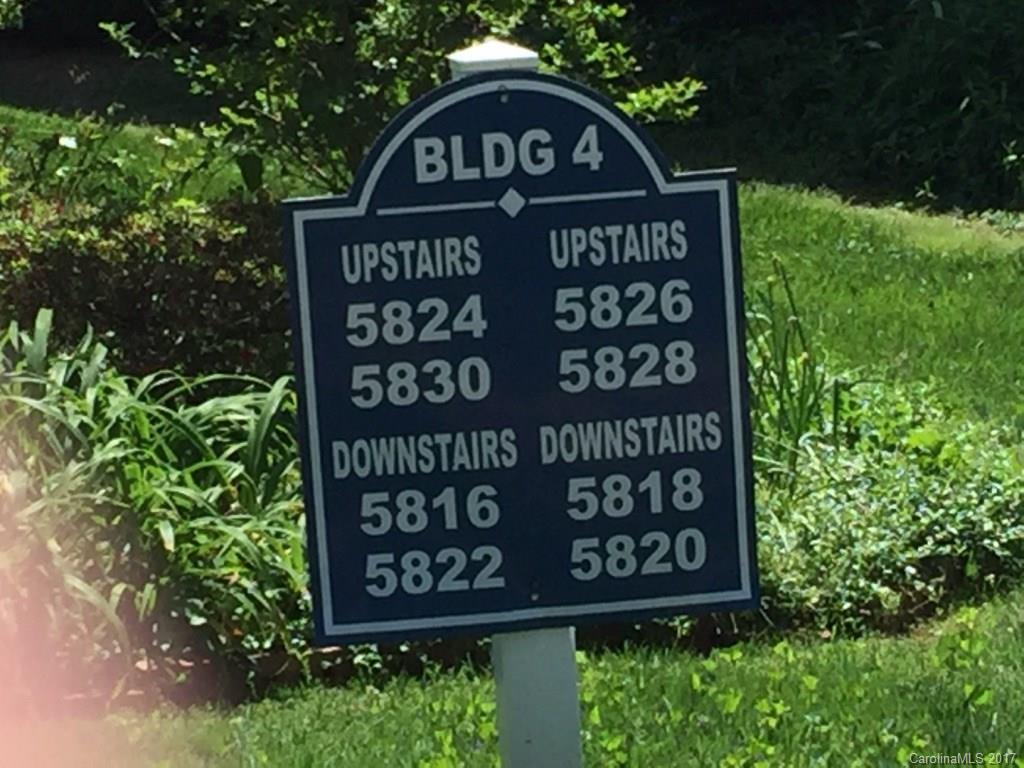 BLDG 4
UPSTAIRS UPSTAIRS
5824 5826
5830 5828
DOWNSTAIRS DOWNSTAIRS
5816 5818
5822 5820
CarolinaMLS © 2017